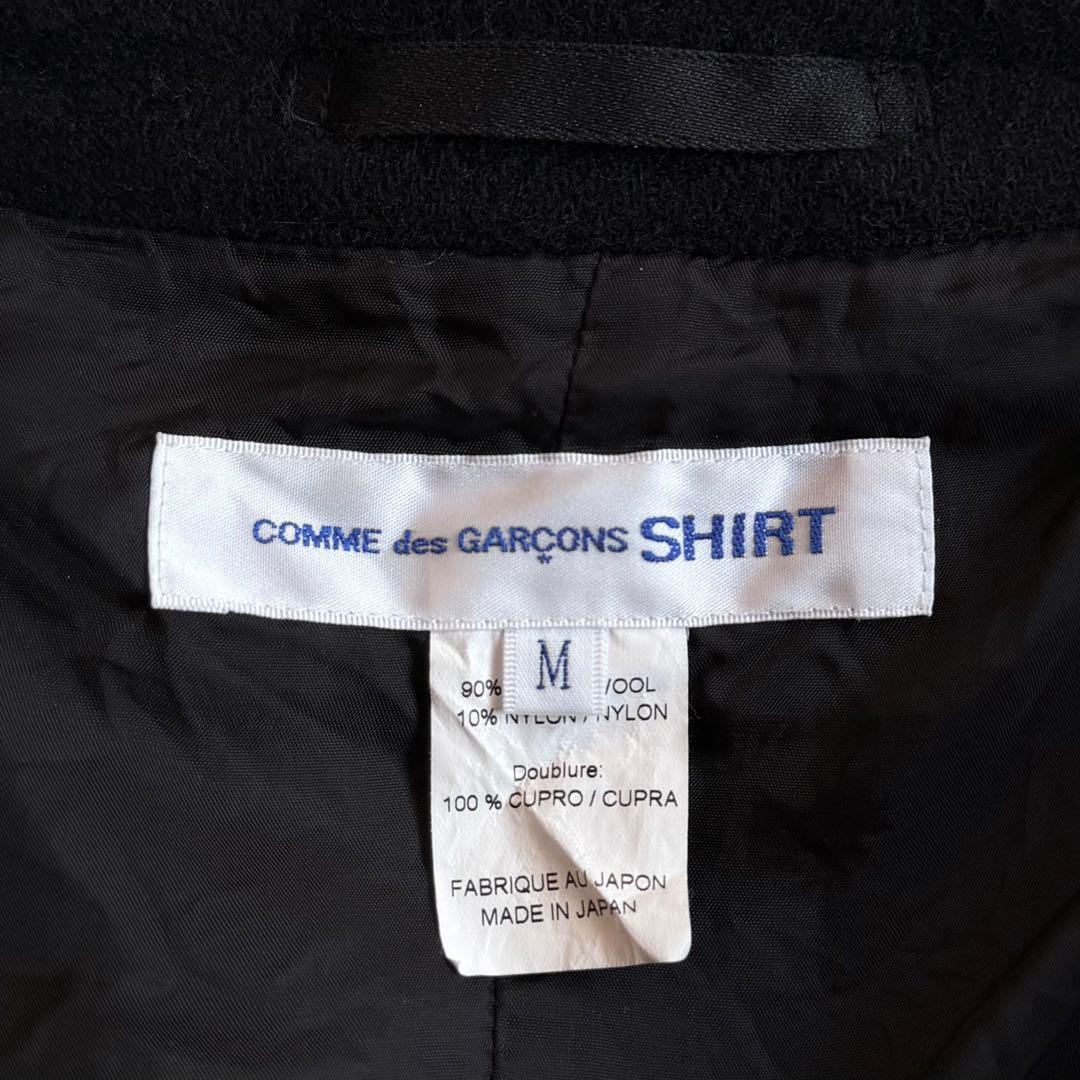 COMME des GARÇONS SHIRT
*
M
90% /OOL
10% NYLON / NYLON
Doublure:
100 % CUPRO / CUPRA
FABRIQUE AU JAPON
MADE IN JAPAN